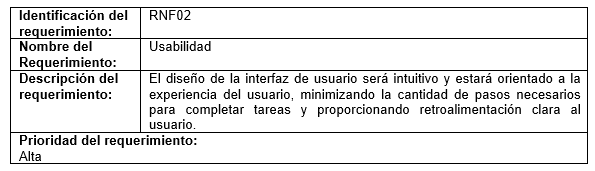 Identificación del RNF02
requerimiento:
Nombre del Usabilidad
Requerimiento:
Descripción del El diseño de la interfaz de usuario será intuitivo y estará orientado a la
requerimiento: experiencia del usuario, minimizando la cantidad de pasos necesarios
para completar tareas y proporcionando retroalimentación clara al
usuario.
Prioridad del requerimiento:
Alta